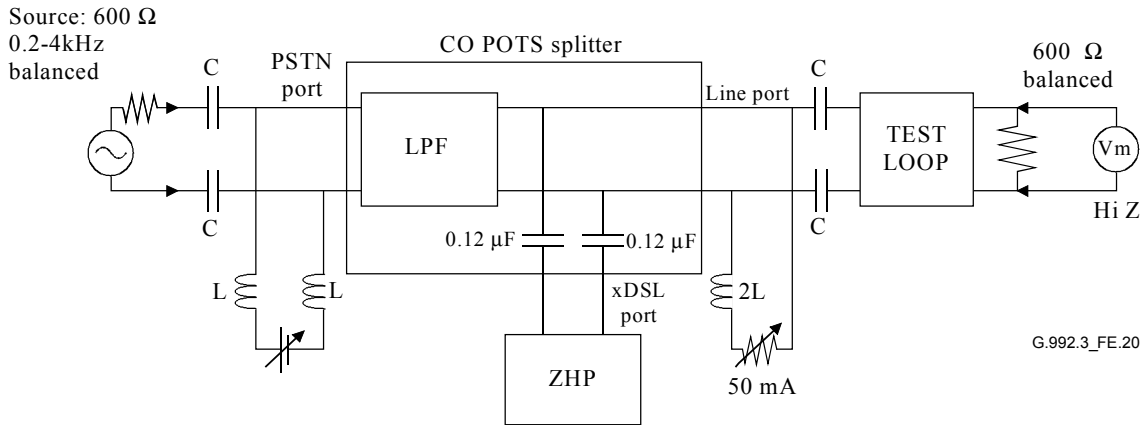 Source: 600 Ω
0.2-4kHz
balanced
C
PSTN
port
CO POTS splitter
Line port
C
600 Ω
balanced
LPF
TEST
LOOP
Vm
C
C
Hi Z
0.12 µF
0.12 µF
L
L
xDSL
port
2L
ZHP
50 mA
G.992.3_FE.20